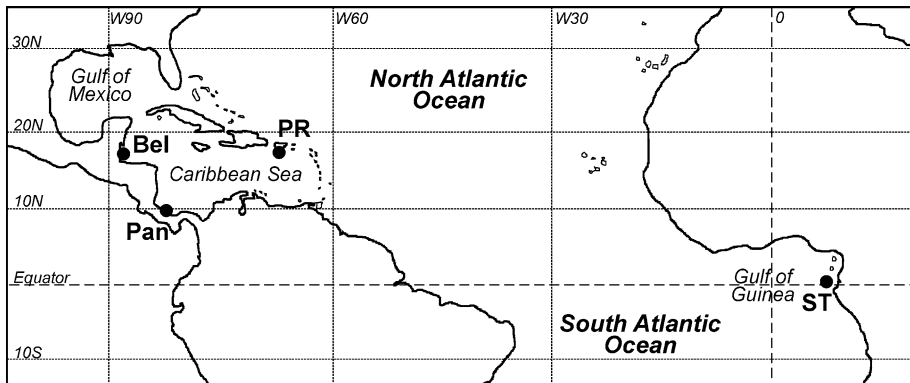 W90
W60
W30
0
30N
Gulf of
Mexico
North Atlantic
Ocean
20N
PR
Bel
Caribbean Sea
10N
Pan
Equator
Gulf of
Guinea
ST
South Atlantic
Ocean
10S